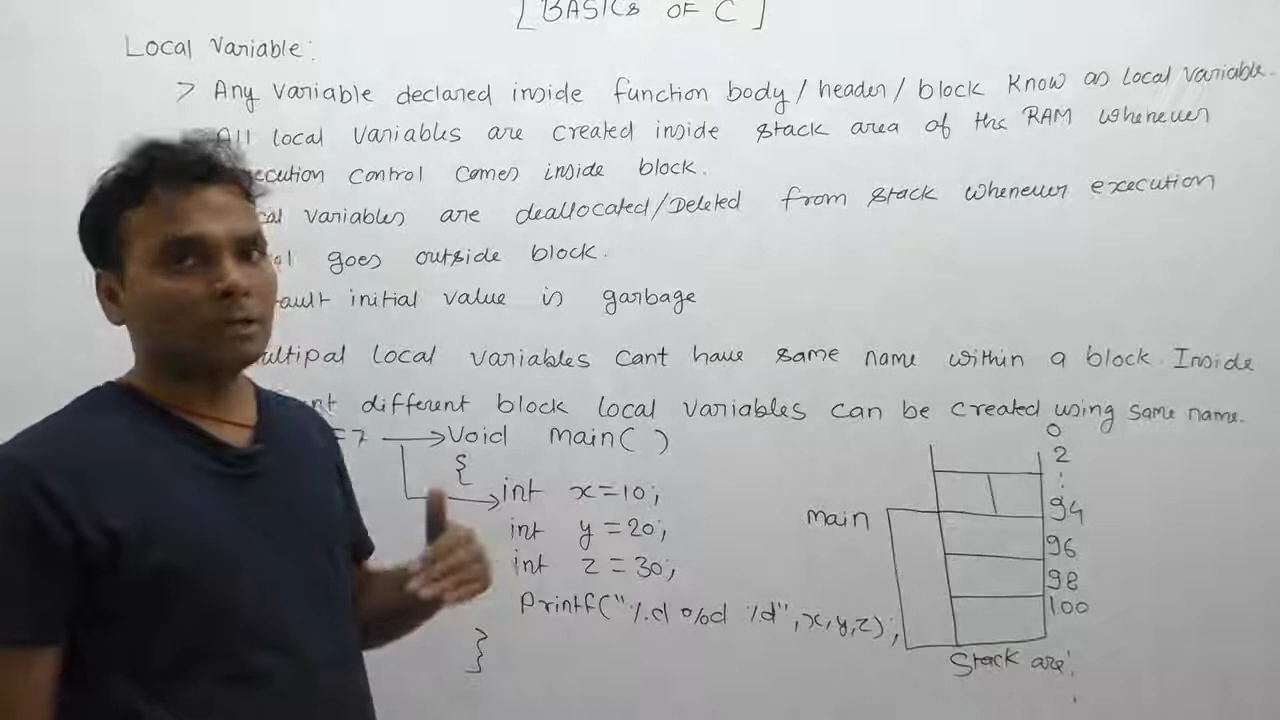 [BASICS OF C]
Local Variable:
> Any Variable declared inside function body/header/block Know as local variable.
All local Variables are created inside stack area of the RAM whenever
control comes inside block.
variables are deallocated/Deleted from stack whenever execution
goes outside block.
initial value is garbage
local variables cant have same name within a block. Inside
different block local variables can be created using same name.
Void main( )
{
int x=10;
int y=20;
int z=30;
Printf("%d %d %d",x,y,z);
}
main
0
2
94
96
98
100
Stack are